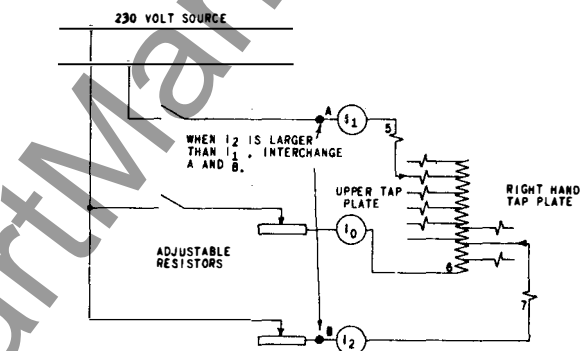 230 VOLT SOURCE
A
I1
5
WHEN I2 IS LARGER
THAN I1 , INTERCHANGE
A AND B.
UPPER TAP
PLATE
RIGHT HAND
TAP PLATE
I0
ADJUSTABLE
RESISTORS
6
7
B
I2